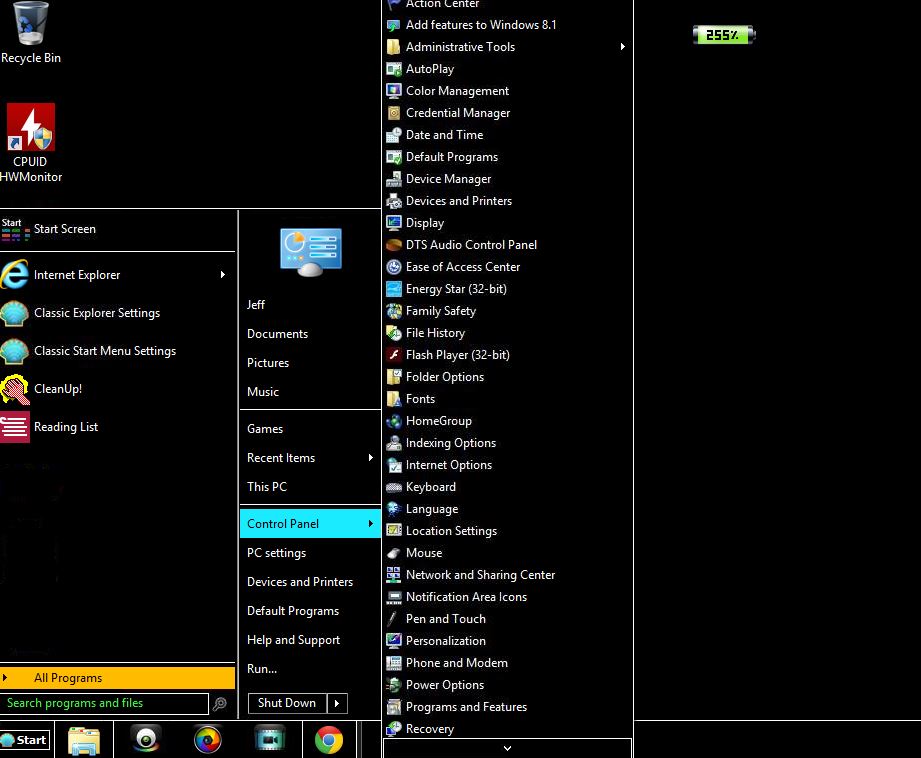 Recycle Bin
CPUID
HWMonitor
255%
Start
Start Screen
Internet Explorer
Classic Explorer Settings
Classic Start Menu Settings
CleanUp!
Reading List
All Programs
Search programs and files
Start
Jeff
Documents
Pictures
Music
Games
Recent Items
This PC
Control Panel
PC settings
Devices and Printers
Default Programs
Help and Support
Run...
Shut Down
Action Center
Add features to Windows 8.1
Administrative Tools
AutoPlay
Color Management
Credential Manager
Date and Time
Default Programs
Device Manager
Devices and Printers
Display
DTS Audio Control Panel
Ease of Access Center
Energy Star (32-bit)
Family Safety
File History
Flash Player (32-bit)
Folder Options
Fonts
HomeGroup
Indexing Options
Internet Options
Keyboard
Language
Location Settings
Mouse
Network and Sharing Center
Notification Area Icons
Pen and Touch
Personalization
Phone and Modem
Power Options
Programs and Features
Recovery